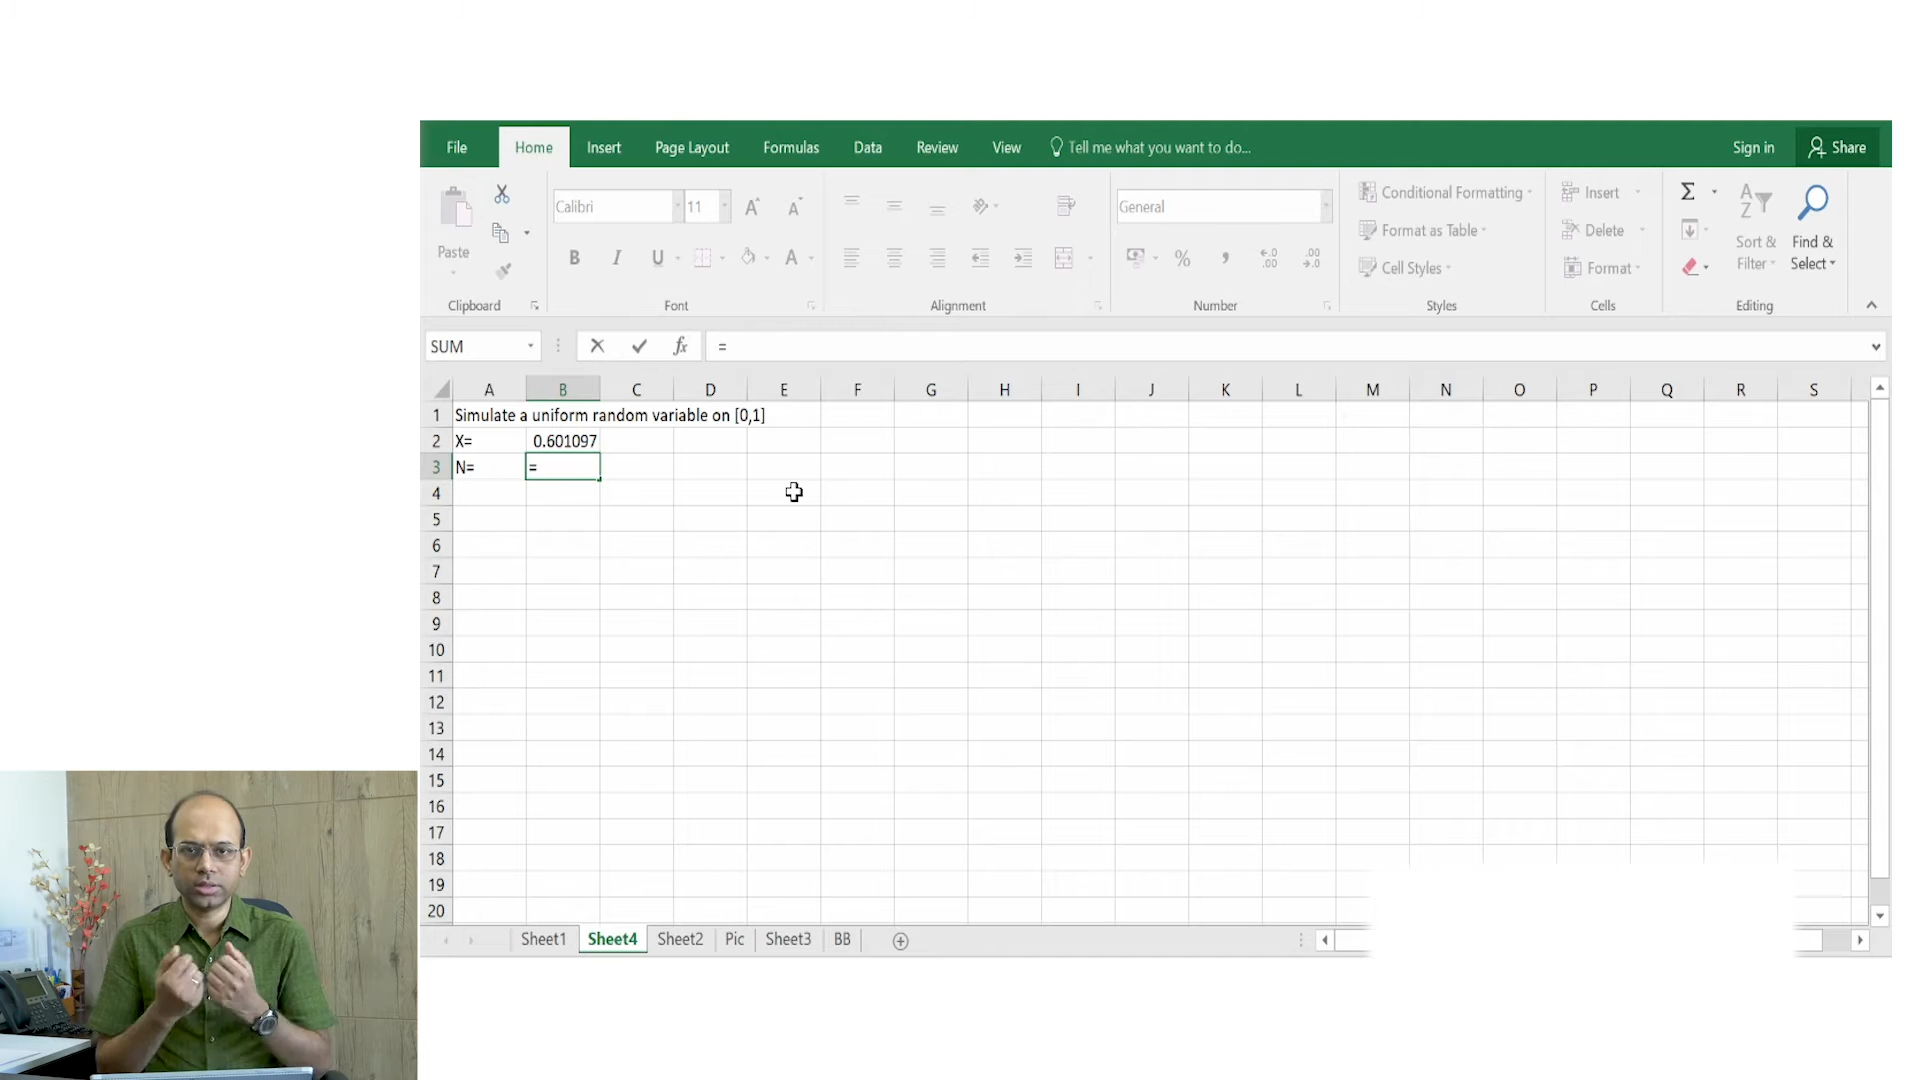 File Home Insert Page Layout Formulas Data Review View Tell me what you want to do... Sign in Share
Paste
Calibri 11
B I U A
General
%
Conditional Formatting
Format as Table
Cell Styles
Insert
Delete
Format
Σ
Sort & Filter
Find & Select
Clipboard Font Alignment Number Styles Cells Editing
SUM fx =
A B C D E F G H I J K L M N O P Q R S
1 Simulate a uniform random variable on [0,1]
2 X= 0.601097
3 N= =
4
5
6
7
8
9
10
11
12
13
14
15
16
17
18
19
20
Sheet1 Sheet4 Sheet2 Pic Sheet3 BB